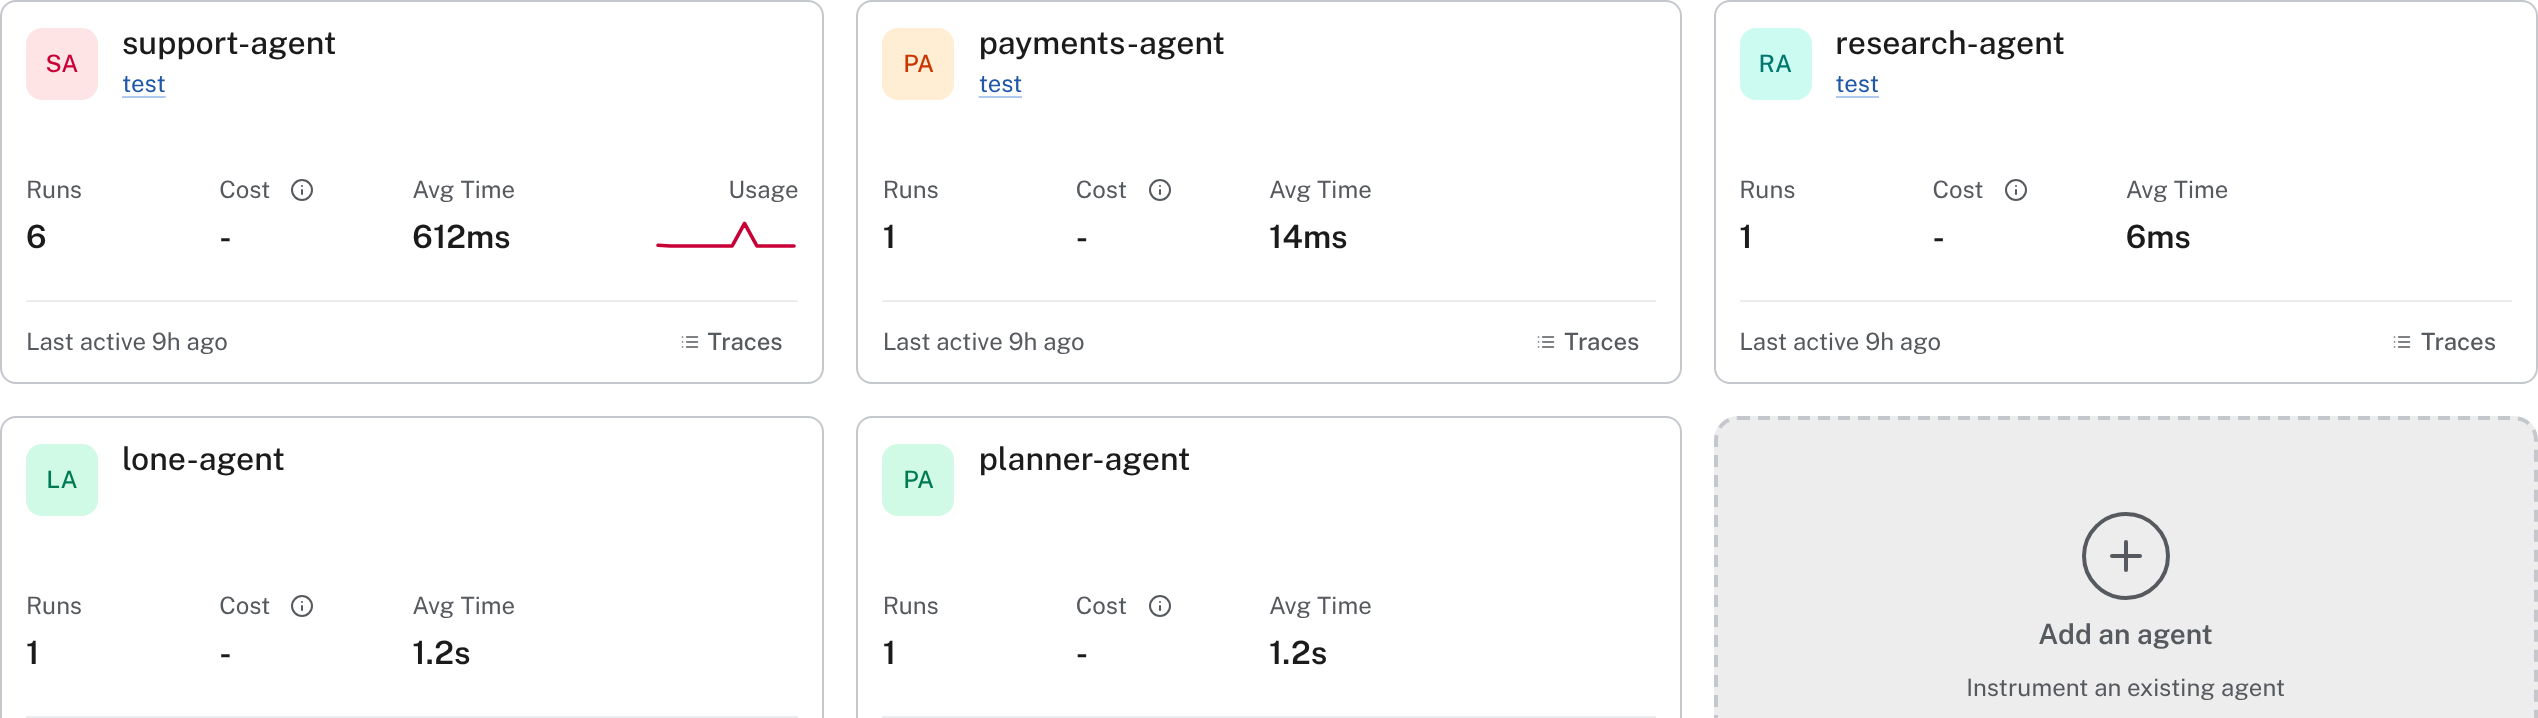 SA
support-agent
test
Runs
Cost
Avg Time
Usage
6
-
612ms
Last active 9h ago
Traces
PA
payments-agent
test
Runs
Cost
Avg Time
1
-
14ms
Last active 9h ago
Traces
RA
research-agent
test
Runs
Cost
Avg Time
1
-
6ms
Last active 9h ago
Traces
LA
lone-agent
Runs
Cost
Avg Time
1
-
1.2s
PA
planner-agent
Runs
Cost
Avg Time
1
-
1.2s
Add an agent
Instrument an existing agent